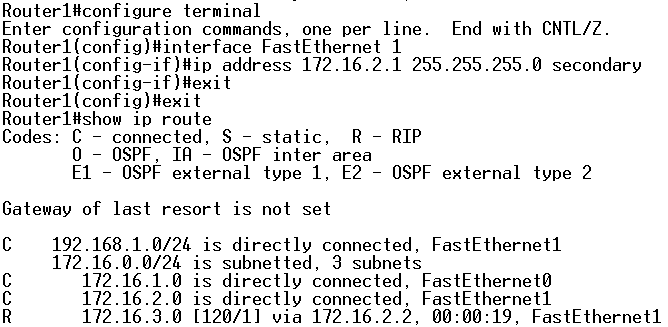 Router1#configure terminal
Enter configuration commands, one per line.  End with CNTL/Z.
Router1(config)#interface FastEthernet 1
Router1(config-if)#ip address 172.16.2.1 255.255.255.0 secondary
Router1(config-if)#exit
Router1(config)#exit
Router1#show ip route
Codes: C - connected, S - static,  R - RIP
       O - OSPF, IA - OSPF inter area
       E1 - OSPF external type 1, E2 - OSPF external type 2
Gateway of last resort is not set
C    192.168.1.0/24 is directly connected, FastEthernet1
     172.16.0.0/24 is subnetted, 3 subnets
C       172.16.1.0 is directly connected, FastEthernet0
C       172.16.2.0 is directly connected, FastEthernet1
R       172.16.3.0 [120/1] via 172.16.2.2, 00:00:19, FastEthernet1